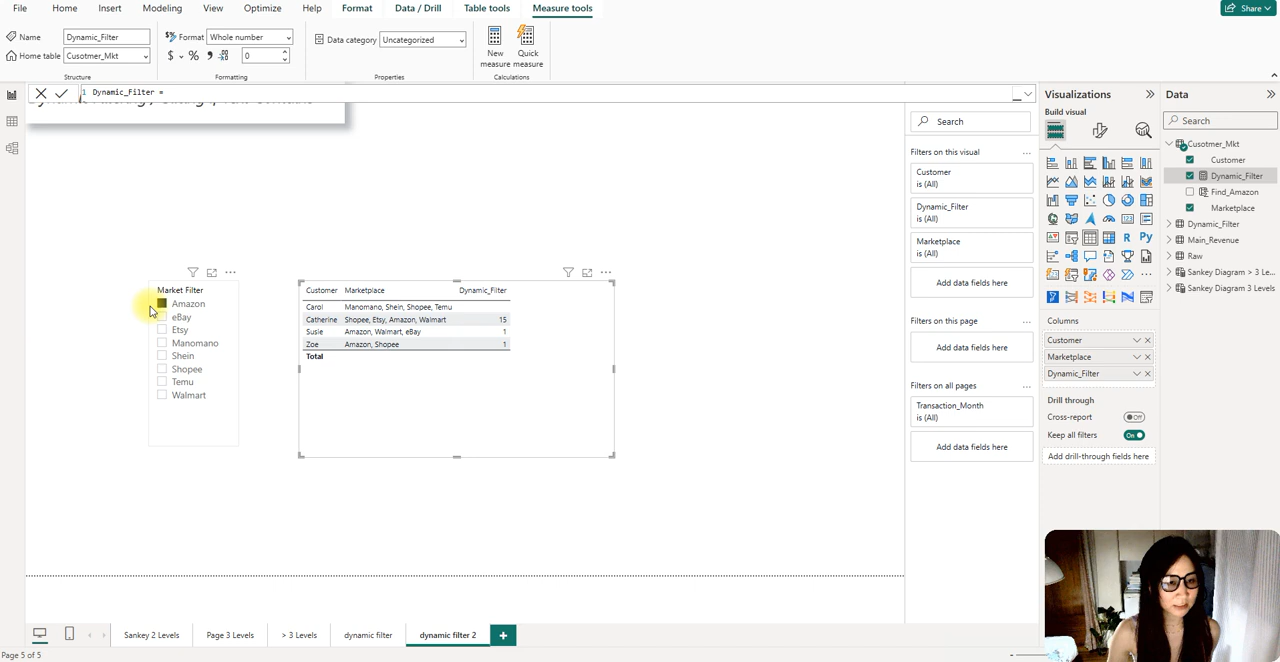 File Home Insert Modeling View Optimize Help Format Data / Drill Table tools Measure tools Share
Name Dynamic_Filter
Home table Cusotmer_Mkt
Structure
Format Whole number
$ % 9 0
Formatting
Data category Uncategorized
Properties
New measure
Quick measure
Calculations
1 Dynamic_Filter =
Market Filter
Amazon
eBay
Etsy
Manomano
Shein
Shopee
Temu
Walmart
Customer Marketplace Dynamic_Filter
Carol Manomano, Shein, Shopee, Temu
Catherine Shopee, Etsy, Amazon, Walmart 15
Susie Amazon, Walmart, eBay 1
Zoe Amazon, Shopee 1
Total
Search
Filters on this visual ...
Customer
is (All)
Dynamic_Filter
is (All)
Marketplace
is (All)
Add data fields here
Filters on this page ...
Add data fields here
Filters on all pages ...
Transaction_Month
is (All)
Add data fields here
Visualizations
Build visual
R Py
123
Columns
Customer
Marketplace
Dynamic_Filter
Drill through
Cross-report Off
Keep all filters On
Add drill-through fields here
Data
Search
Cusotmer_Mkt
Customer
Dynamic_Filter
Find_Amazon
Marketplace
Dynamic_Filter
Main_Revenue
Raw
Sankey Diagram > 3 Le...
Sankey Diagram 3 Levels
Sankey 2 Levels Page 3 Levels > 3 Levels dynamic filter dynamic filter 2
Page 5 of 5